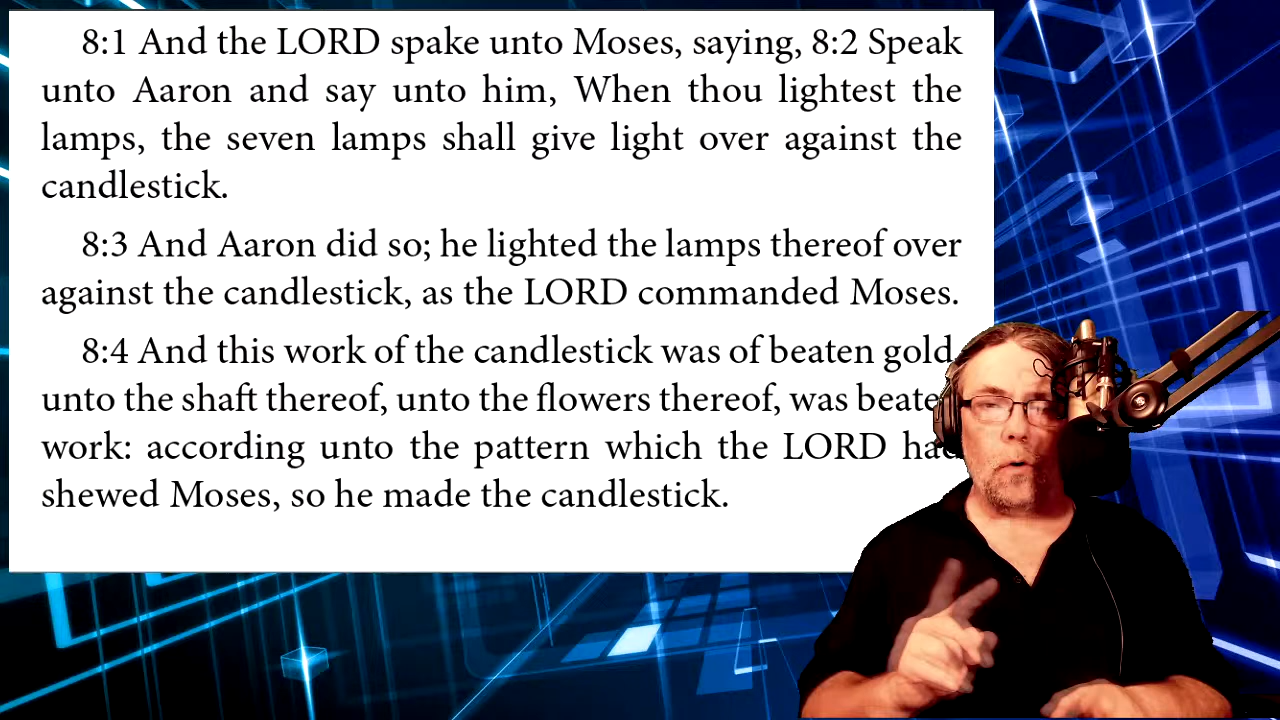 8:1 And the LORD spake unto Moses, saying, 8:2 Speak
unto Aaron and say unto him, When thou lightest the
lamps, the seven lamps shall give light over against the
candlestick.
8:3 And Aaron did so; he lighted the lamps thereof over
against the candlestick, as the LORD commanded Moses.
8:4 And this work of the candlestick was of beaten gold,
unto the shaft thereof, unto the flowers thereof, was beaten
work: according unto the pattern which the LORD had
shewed Moses, so he made the candlestick.